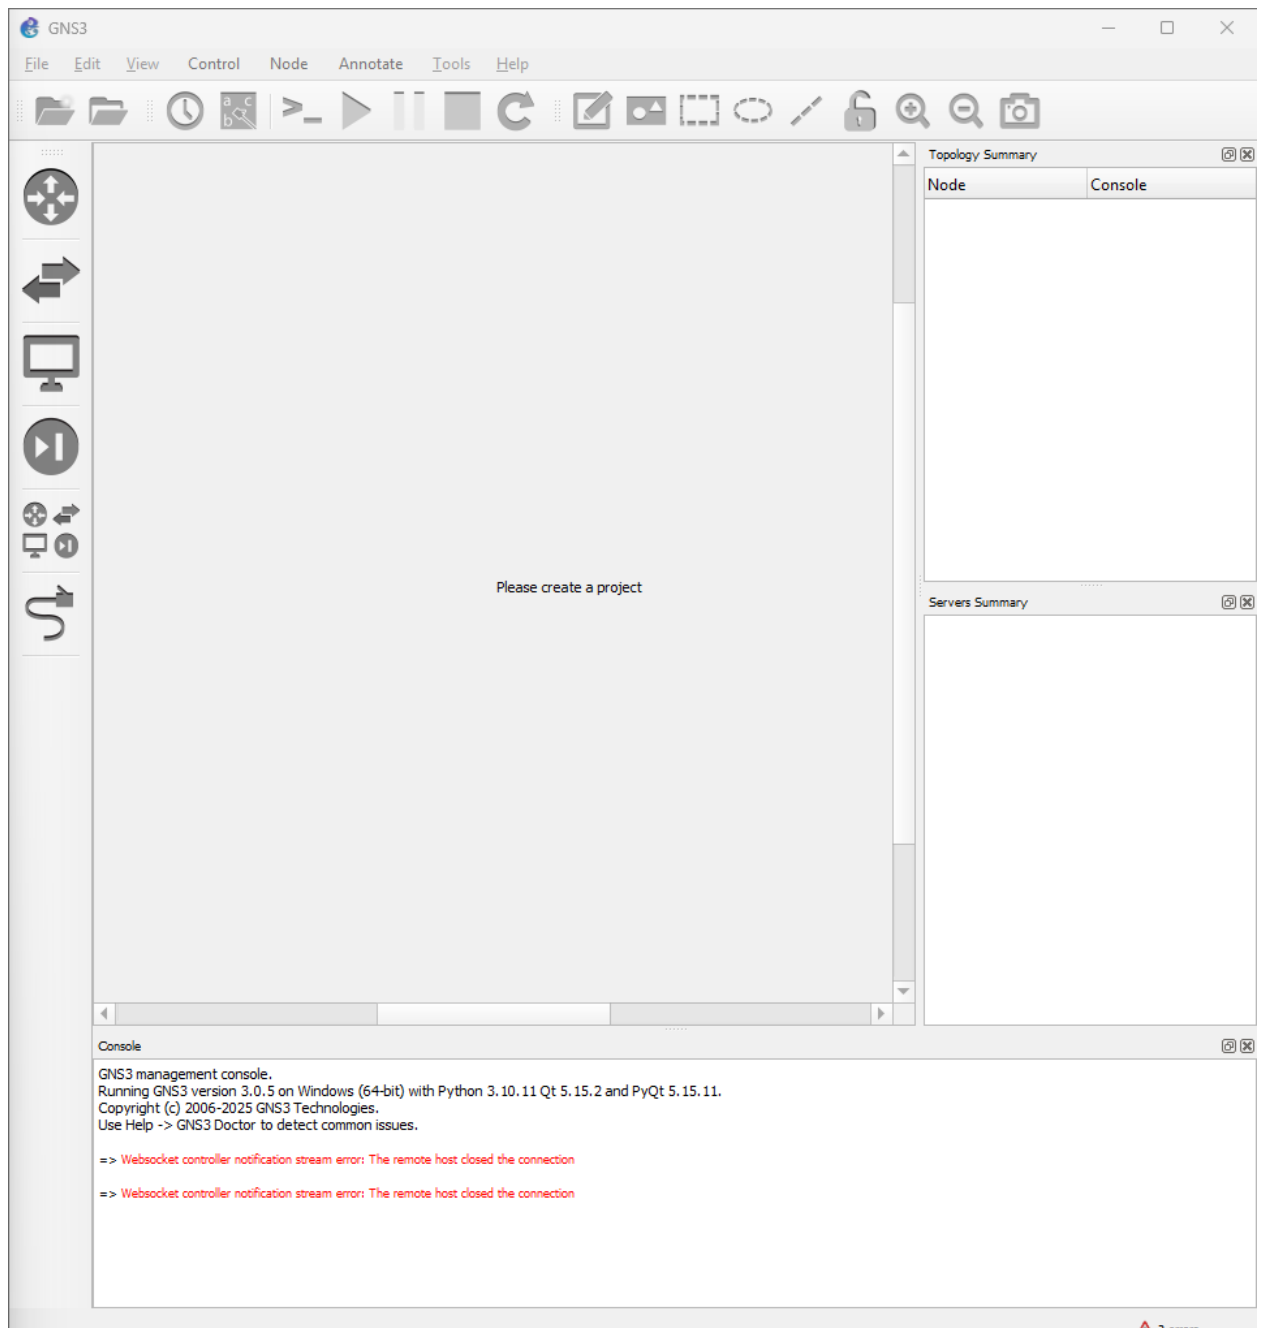 GNS3
File Edit View Control Node Annotate Tools Help
a c
b
Topology Summary
Node Console
Please create a project
Servers Summary
Console
GNS3 management console.
Running GNS3 version 3.0.5 on Windows (64-bit) with Python 3.10.11 Qt 5.15.2 and PyQt 5.15.11.
Copyright (c) 2006-2025 GNS3 Technologies.
Use Help -> GNS3 Doctor to detect common issues.
=> Websocket controller notification stream error: The remote host closed the connection
=> Websocket controller notification stream error: The remote host closed the connection